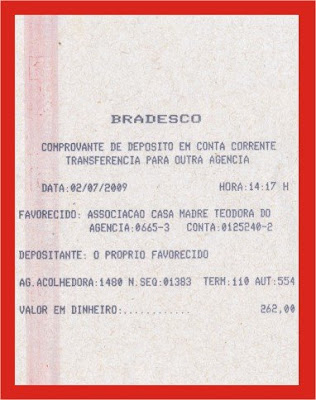 BRADESCO
COMPROVANTE DE DEPOSITO EM CONTA CORRENTE
TRANSFERENCIA PARA OUTRA AGENCIA
DATA:02/07/2009 HORA:14:17 H
FAVORECIDO: ASSOCIACAO CASA MADRE TEODORA DO
AGENCIA:0665-3 CONTA:0125240-2
DEPOSITANTE: O PROPRIO FAVORECIDO
AG.ACOLHEDORA:1480 N.SEQ:01383 TERM:110 AUT:554
VALOR EM DINHEIRO:............ 262,00